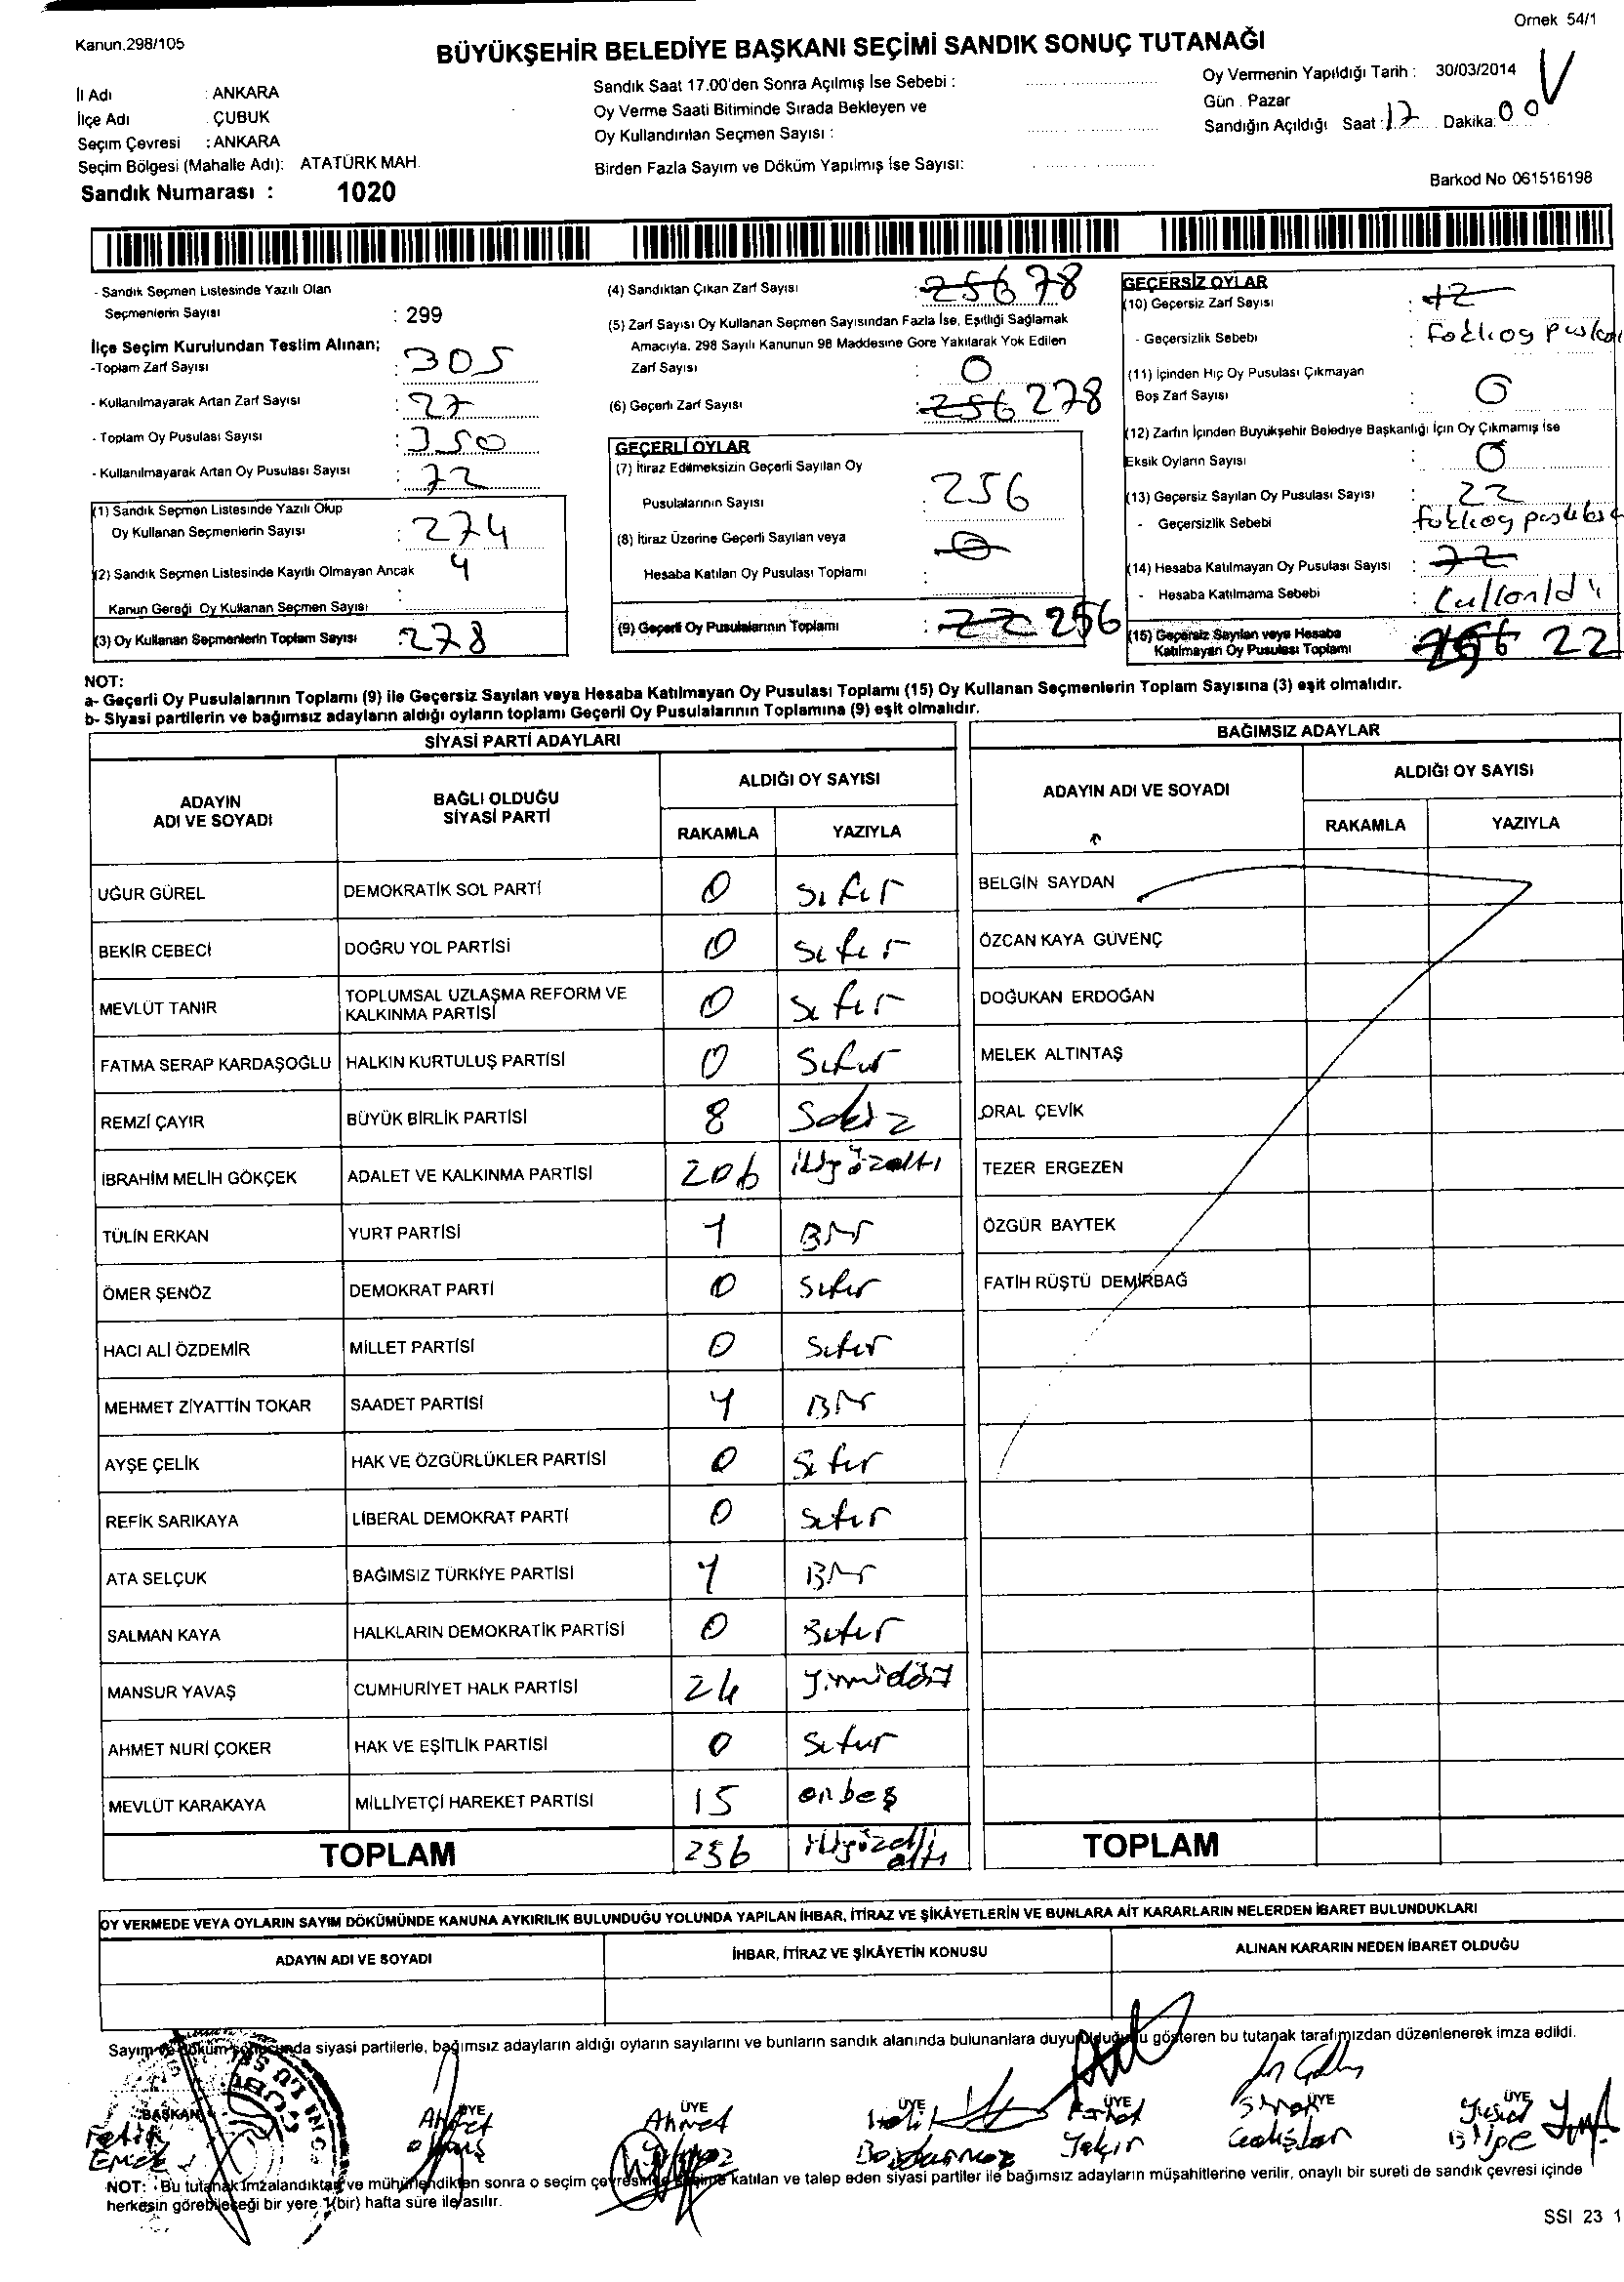 Ornek 54/1
Kanun.298/105
BÜYÜKŞEHİR BELEDİYE BAŞKANI SEÇİMİ SANDIK SONUÇ TUTANAĞI
İl Adı : ANKARA
İlçe Adı : ÇUBUK
Seçim Çevresi : ANKARA
Seçim Bölgesi (Mahalle Adı): ATATÜRK MAH.
Sandık Numarası : 1020
Sandık Saat 17.00'den Sonra Açılmış İse Sebebi :
Oy Verme Saati Bitiminde Sırada Bekleyen ve
Oy Kullandırılan Seçmen Sayısı :
Birden Fazla Sayım ve Döküm Yapılmış İse Sayısı:
Oy Vermenin Yapıldığı Tarih : 30/03/2014
Gün . Pazar
Sandığın Açıldığı Saat : 17 Dakika: 00
Barkod No 061516198
- Sandık Seçmen Listesinde Yazılı Olan
Seçmenlerin Sayısı : 299
İlçe Seçim Kurulundan Teslim Alınan;
-Toplam Zarf Sayısı : 305
- Kullanılmayarak Artan Zarf Sayısı : 27
- Toplam Oy Pusulası Sayısı : 350
- Kullanılmayarak Artan Oy Pusulası Sayısı : 72
(1) Sandık Seçmen Listesinde Yazılı Olup
Oy Kullanan Seçmenlerin Sayısı : 274
(2) Sandık Seçmen Listesinde Kayıtlı Olmayan Ancak 4
Kanun Gereği Oy Kullanan Seçmen Sayısı :
(3) Oy Kullanan Seçmenlerin Toplam Sayısı : 278
(4) Sandıktan Çıkan Zarf Sayısı : 256 78
(5) Zarf Sayısı Oy Kullanan Seçmen Sayısından Fazla İse, Eşitliği Sağlamak
Amacıyla, 298 Sayılı Kanunun 98 Maddesine Gore Yakılarak Yok Edilen
Zarf Sayısı : 0
(6) Geçerli Zarf Sayısı : 256 278
GEÇERLİ OYLAR
(7) İtiraz Edilmeksizin Geçerli Sayılan Oy
Pusulalarının Sayısı : 256
(8) İtiraz Üzerine Geçerli Sayılan veya 0
Hesaba Katılan Oy Pusulası Toplamı :
(9) Geçerli Oy Pusulalarının Toplamı : 22 256
GEÇERSİZ OYLAR
(10) Geçersiz Zarf Sayısı : 12
- Geçersizlik Sebebi :
(11) İçinden Hiç Oy Pusulası Çıkmayan
Boş Zarf Sayısı : 0
(12) Zarfın İçinden Büyükşehir Belediye Başkanlığı İçin Oy Çıkmamış İse
Eksik Oyların Sayısı : 0
(13) Geçersiz Sayılan Oy Pusulası Sayısı : 22
- Geçersizlik Sebebi
(14) Hesaba Katılmayan Oy Pusulası Sayısı : 72
- Hesaba Katılmama Sebebi : Cullonldı
(15) Geçersiz Sayılan veya Hesaba
Katılmayan Oy Pusulası Toplamı 256 22
NOT:
a- Geçerli Oy Pusulalarının Toplamı (9) ile Geçersiz Sayılan veya Hesaba Katılmayan Oy Pusulası Toplamı (15) Oy Kullanan Seçmenlerin Toplam Sayısına (3) eşit olmalıdır.
b- Siyasi partilerin ve bağımsız adayların aldığı oyların toplamı Geçerli Oy Pusulalarının Toplamına (9) eşit olmalıdır.
SİYASİ PARTİ ADAYLARI
ADAYIN ADI VE SOYADI
BAĞLI OLDUĞU SİYASİ PARTİ
ALDIĞI OY SAYISI
RAKAMLA YAZIYLA
UĞUR GÜREL DEMOKRATİK SOL PARTİ 0 Sıfır
BEKİR CEBECİ DOĞRU YOL PARTİSİ 0 Sıfır
MEVLÜT TANIR TOPLUMSAL UZLAŞMA REFORM VE KALKINMA PARTİSİ 0 Sıfır
FATMA SERAP KARDAŞOĞLU HALKIN KURTULUŞ PARTİSİ 0 Sıfır
REMZİ ÇAYIR BÜYÜK BİRLİK PARTİSİ 8 Sekiz
İBRAHİM MELİH GÖKÇEK ADALET VE KALKINMA PARTİSİ 206 ikiyüzaltı
TÜLİN ERKAN YURT PARTİSİ 1 Bir
ÖMER ŞENÖZ DEMOKRAT PARTİ 0 Sıfır
HACI ALİ ÖZDEMİR MİLLET PARTİSİ 0 Sıfır
MEHMET ZİYATTİN TOKAR SAADET PARTİSİ 1 Bir
AYŞE ÇELİK HAK VE ÖZGÜRLÜKLER PARTİSİ 0 Sıfır
REFİK SARIKAYA LİBERAL DEMOKRAT PARTİ 0 Sıfır
ATA SELÇUK BAĞIMSIZ TÜRKİYE PARTİSİ 1 Bir
SALMAN KAYA HALKLARIN DEMOKRATİK PARTİSİ 0 Sıfır
MANSUR YAVAŞ CUMHURİYET HALK PARTİSİ 24 Yirmidört
AHMET NURİ ÇOKER HAK VE EŞİTLİK PARTİSİ 0 Sıfır
MEVLÜT KARAKAYA MİLLİYETÇİ HAREKET PARTİSİ 15 onbeş
TOPLAM 256 ikiyüzelli altı
BAĞIMSIZ ADAYLAR
ADAYIN ADI VE SOYADI
ALDIĞI OY SAYISI
RAKAMLA YAZIYLA
BELGİN SAYDAN
ÖZCAN KAYA GÜVENÇ
DOĞUKAN ERDOĞAN
MELEK ALTINTAŞ
ORAL ÇEVİK
TEZER ERGEZEN
ÖZGÜR BAYTEK
FATİH RÜŞTÜ DEMİRBAĞ
TOPLAM
OY VERMEDE VEYA OYLARIN SAYIM DÖKÜMÜNDE KANUNA AYKIRILIK BULUNDUĞU YOLUNDA YAPILAN İHBAR, İTİRAZ VE ŞİKÂYETLERİN VE BUNLARA AİT KARARLARIN NELERDEN İBARET BULUNDUKLARI
ADAYIN ADI VE SOYADI İHBAR, İTİRAZ VE ŞİKÂYETİN KONUSU ALINAN KARARIN NEDEN İBARET OLDUĞU
Sayım ve döküm sonucunda siyasi partilerle, bağımsız adayların aldığı oyların sayılarını ve bunların sandık alanında bulunanlara duyurulduğunu gösteren bu tutanak tarafımızdan düzenlenerek imza edildi.
BAŞKAN ÜYE ÜYE ÜYE ÜYE ÜYE ÜYE
Fatih Ahmet Ahmet Halit Ferhat Yusuf
Yakın Bilge
NOT: Bu tutanak imzalandıktan ve mühürlendikten sonra o seçim çevresinde seçime katılan ve talep eden siyasi partiler ile bağımsız adayların müşahitlerine verilir, onaylı bir sureti de sandık çevresi içinde
herkesin görebileceği bir yere 1(bir) hafta süre ile asılır.
SSI 23 1